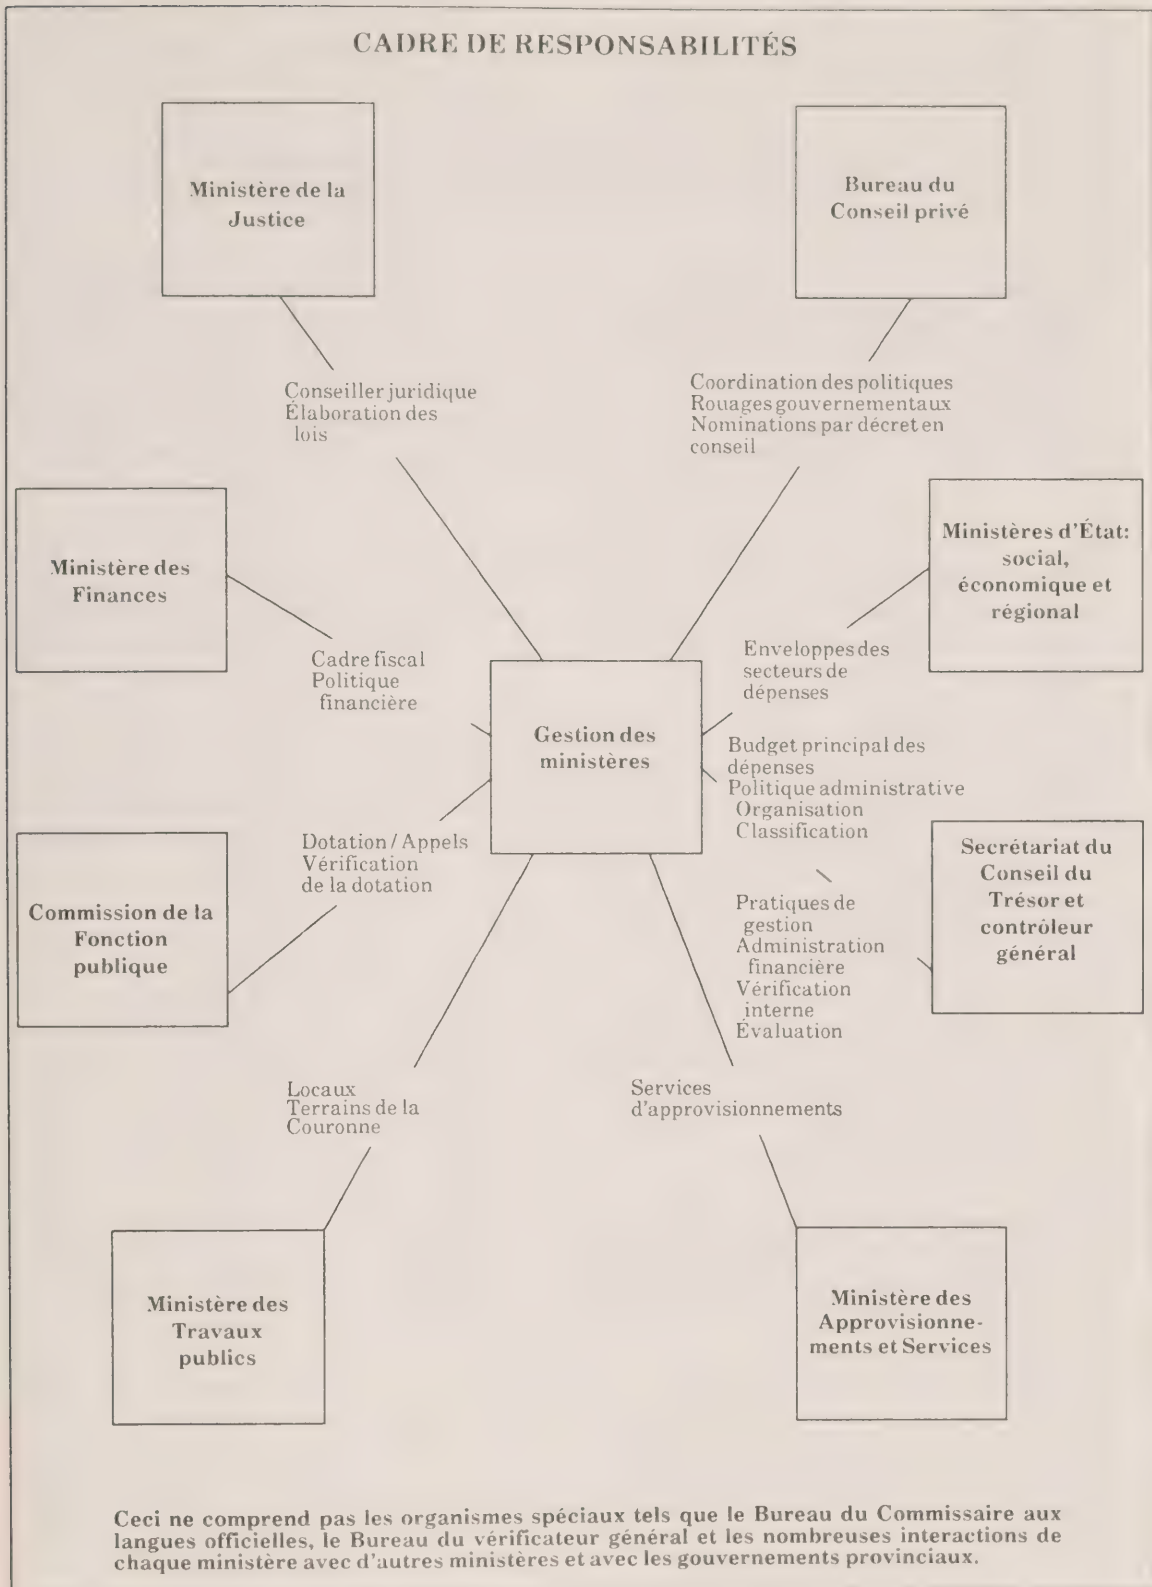 CADRE DE RESPONSABILITÉS
Ministère de la
Justice
Bureau du
Conseil privé
Conseiller juridique
Élaboration des
lois
Coordination des politiques
Rouages gouvernementaux
Nominations par décret en
conseil
Ministère des
Finances
Ministères d'État:
social,
économique et
régional
Cadre fiscal
Politique
financière
Enveloppes des
secteurs de
dépenses
Gestion des
ministères
Budget principal des
dépenses
Politique administrative
Organisation
Classification
Dotation / Appels
Vérification
de la dotation
Commission de la
Fonction
publique
Secrétariat du
Conseil du
Trésor et
contrôleur
général
Pratiques de
gestion
Administration
financière
Vérification
interne
Évaluation
Locaux
Terrains de la
Couronne
Services
d'approvisionnements
Ministère des
Travaux
publics
Ministère des
Approvisionne-
ments et Services
Ceci ne comprend pas les organismes spéciaux tels que le Bureau du Commissaire aux
langues officielles, le Bureau du vérificateur général et les nombreuses interactions de
chaque ministère avec d'autres ministères et avec les gouvernements provinciaux.